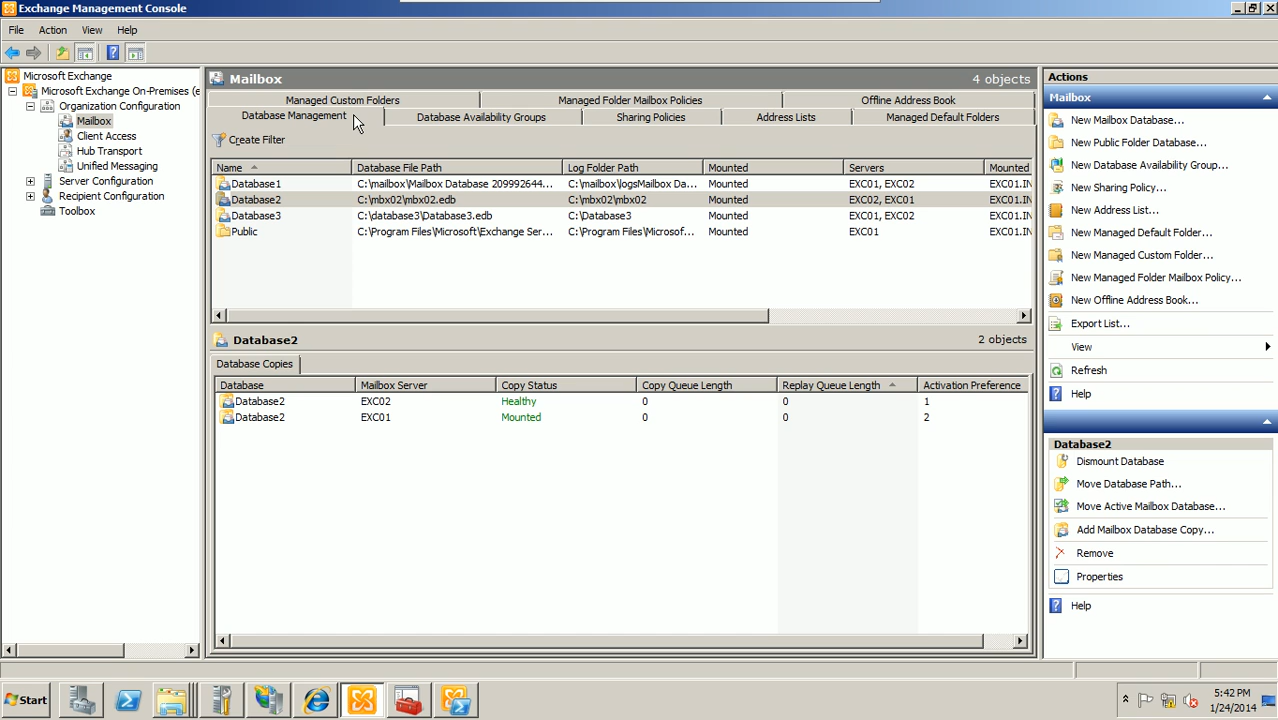 Exchange Management Console
File Action View Help
Microsoft Exchange
Microsoft Exchange On-Premises (e
Organization Configuration
Mailbox
Client Access
Hub Transport
Unified Messaging
Server Configuration
Recipient Configuration
Toolbox
Mailbox 4 objects
Managed Custom Folders Managed Folder Mailbox Policies Offline Address Book
Database Management Database Availability Groups Sharing Policies Address Lists Managed Default Folders
Create Filter
Name Database File Path Log Folder Path Mounted Servers Mounted
Database1 C:\mailbox\Mailbox Database 209992644... C:\mailbox\logsMailbox Da... Mounted EXC01, EXC02 EXC01.IN
Database2 C:\mbx02\mbx02.edb C:\mbx02\mbx02 Mounted EXC02, EXC01 EXC01.IN
Database3 C:\database3\Database3.edb C:\Database3 Mounted EXC01, EXC02 EXC01.IN
Public C:\Program Files\Microsoft\Exchange Ser... C:\Program Files\Microsof... Mounted EXC01 EXC01.IN
Database2 2 objects
Database Copies
Database Mailbox Server Copy Status Copy Queue Length Replay Queue Length Activation Preference
Database2 EXC02 Healthy 0 0 1
Database2 EXC01 Mounted 0 0 2
Actions
Mailbox
New Mailbox Database...
New Public Folder Database...
New Database Availability Group...
New Sharing Policy...
New Address List...
New Managed Default Folder...
New Managed Custom Folder...
New Managed Folder Mailbox Policy...
New Offline Address Book...
Export List...
View
Refresh
Help
Database2
Dismount Database
Move Database Path...
Move Active Mailbox Database...
Add Mailbox Database Copy...
Remove
Properties
Help
Start
5:42 PM
1/24/2014